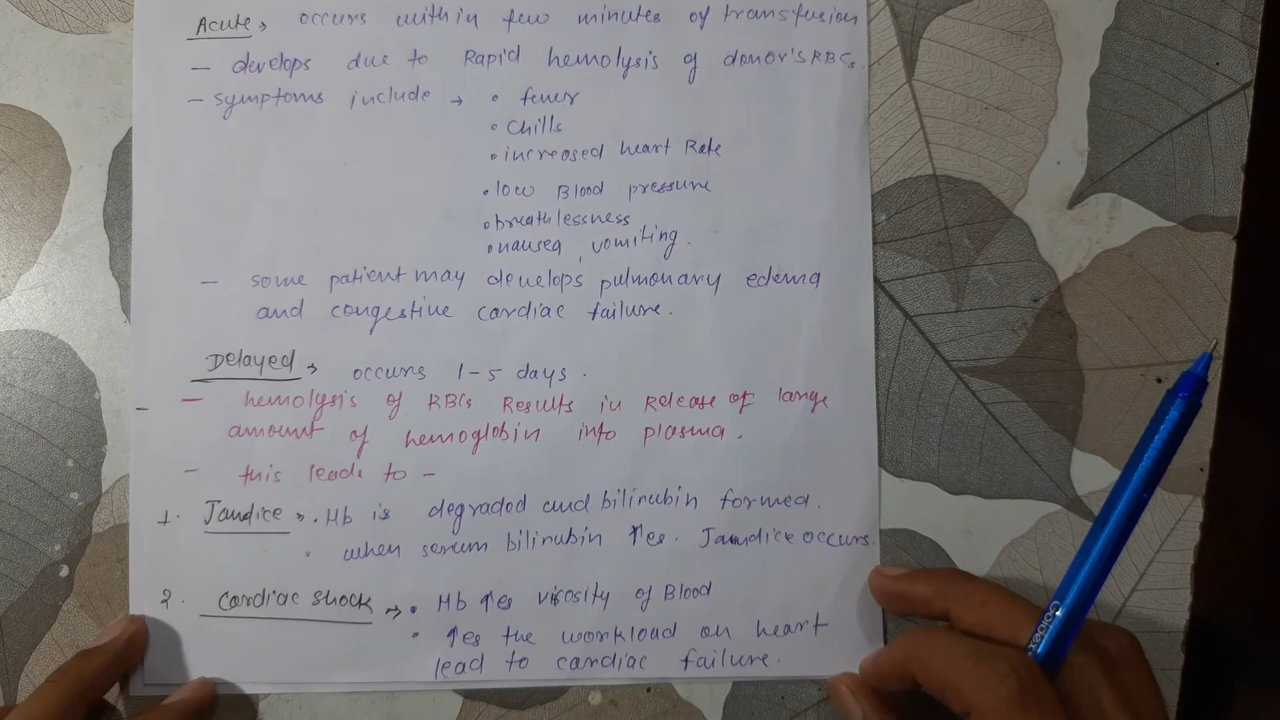 Acute → occurs within few minutes of transfusion
- develops due to Rapid hemolysis of donor's RBCs.
- symptoms include → • fever
• chills
• increased heart Rate
• low Blood pressure
• breathlessness
• nausea, vomiting.
- some patient may develops pulmonary edema
and congestive cardiac failure.
Delayed → occurs 1-5 days.
- hemolysis of RBCs Results in Release of large
amount of hemoglobin into plasma.
- this leads to -
1. Jaundice → • Hb is degraded and bilirubin formed.
• when serum bilirubin ↑es. Jaundice occurs.
2. Cardiac shock → • Hb ↑es viscosity of Blood
• ↑es the workload on heart
lead to cardiac failure.
Goldex